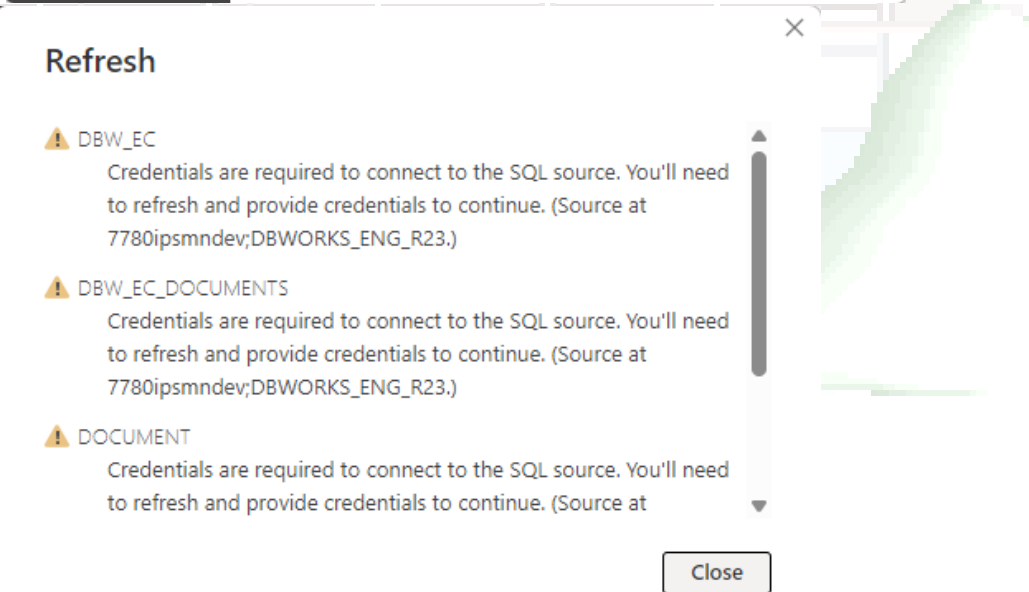 Refresh
DBW_EC
Credentials are required to connect to the SQL source. You'll need
to refresh and provide credentials to continue. (Source at
7780ipsmndev;DBWORKS_ENG_R23.)
DBW_EC_DOCUMENTS
Credentials are required to connect to the SQL source. You'll need
to refresh and provide credentials to continue. (Source at
7780ipsmndev;DBWORKS_ENG_R23.)
DOCUMENT
Credentials are required to connect to the SQL source. You'll need
to refresh and provide credentials to continue. (Source at
Close